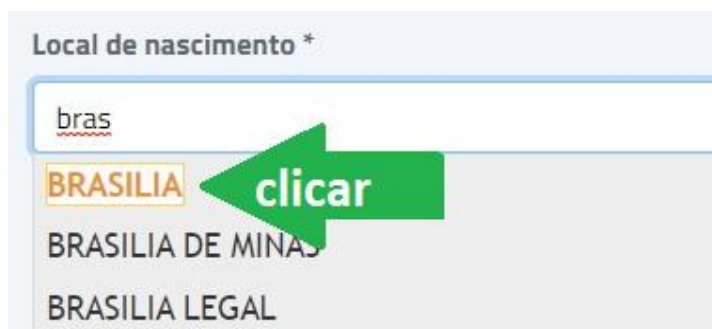 Local de nascimento *
bras
BRASILIA
clicar
BRASILIA DE MINAS
BRASILIA LEGAL